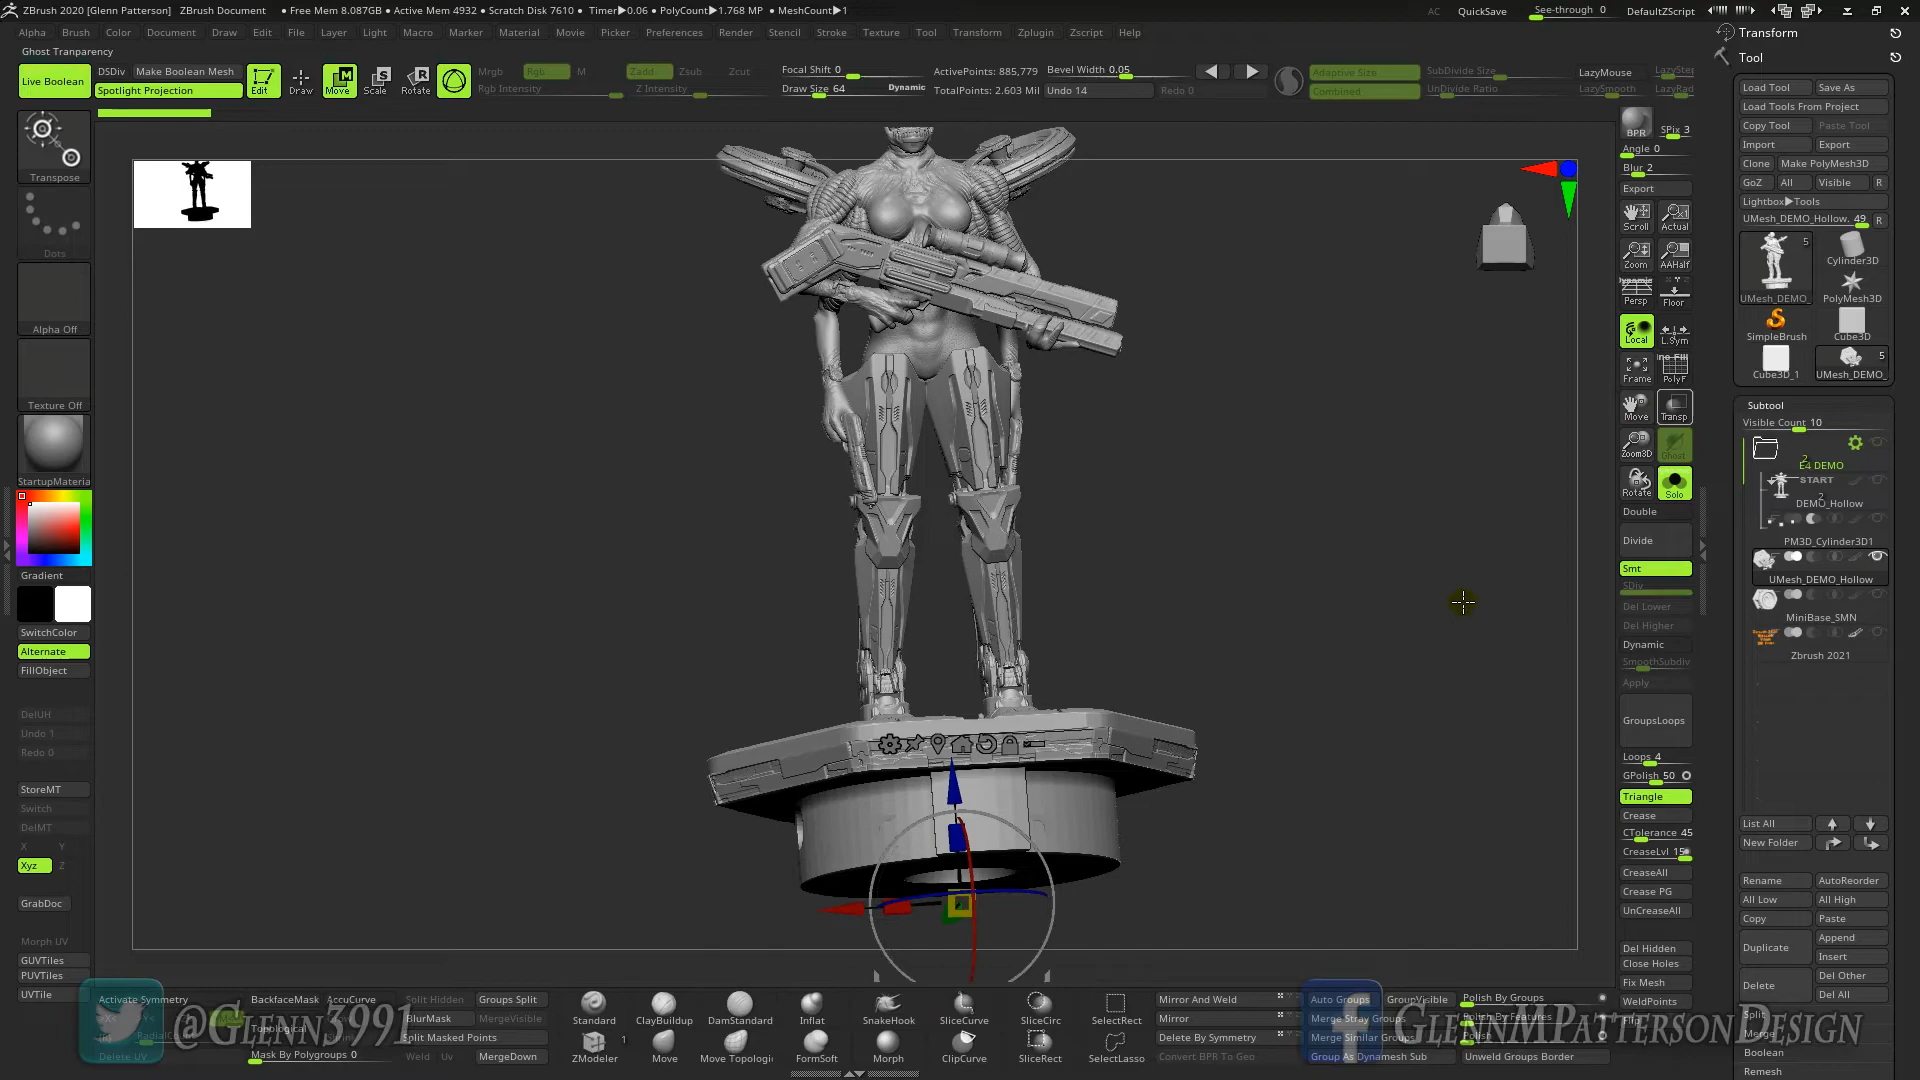 ZBrush 2020 [Glenn Patterson] ZBrush Document • Free Mem 8.087GB • Active Mem 4932 • Scratch Disk 7610 • Timer▶0.06 • PolyCount▶1.768 MP • MeshCount▶1 AC QuickSave See-through 0 DefaultZScript
Alpha Brush Color Document Draw Edit File Layer Light Macro Marker Material Movie Picker Preferences Render Stencil Stroke Texture Tool Transform Zplugin Zscript Help
Ghost Tranparency
Live Boolean DSDiv Make Boolean Mesh
Spotlight Projection
Edit Draw Move Scale Rotate
Mrgb Rgb M Zadd Zsub Zcut
Rgb Intensity Z Intensity
Focal Shift 0
Draw Size 64 Dynamic
ActivePoints: 885,779 Bevel Width 0.05
TotalPoints: 2.603 Mil Undo 14 Redo 0
Adaptive Size SubDivide Size LazyMouse LazyStep
Combined UnDivide Ratio LazySmooth LazyRad
Transpose
Dots
Alpha Off
Texture Off
StartupMateria
Gradient
SwitchColor
Alternate
FillObject
DelUH
Undo 1
Redo 0
StoreMT
Switch
DelMT
X Y
Xyz Z
GrabDoc
Morph UV
GUVTiles
PUVTiles
UVTile
BPR SPix 3
Angle 0
Blur 2
Export
Scroll Actual
Zoom AAHalf
Dynamic
Persp Floor
Local L.Sym
Frame PolyF
Move Transp
Zoom3D Ghost
Rotate Solo
Double
Divide
Smt
SDiv
Del Lower
Del Higher
Dynamic
SmoothSubdiv
Apply
GroupsLoops
Loops 4
GPolish 50
Triangle
Crease
CTolerance 45
CreaseLvl 15
CreaseAll
Crease PG
UnCreaseAll
Del Hidden
Close Holes
Fix Mesh
WeldPoints
Flip
Transform
Tool
Load Tool Save As
Load Tools From Project
Copy Tool Paste Tool
Import Export
Clone Make PolyMesh3D
GoZ All Visible R
Lightbox▶Tools
UMesh_DEMO_Hollow. 49 R
5 Cylinder3D
UMesh_DEMO_ PolyMesh3D
SimpleBrush Cube3D
Cube3D_1 5 UMesh_DEMO_
Subtool
Visible Count 10
2
E4 DEMO
START
2
DEMO_Hollow
PM3D_Cylinder3D1
UMesh_DEMO_Hollow
MiniBase_SMN
Zbrush 2021
List All
New Folder
Rename AutoReorder
All Low All High
Copy Paste
Duplicate Append
Insert
Delete Del Other
Del All
Split
Merge
Boolean
Remesh
Activate Symmetry BackfaceMask AccuCurve Split Hidden Groups Split
Topological BlurMask MergeVisible
Split Masked Points
Delete UV Mask By Polygroups 0 Weld Uv MergeDown
Standard ClayBuildup DamStandard Inflat SnakeHook SliceCurve SliceCirc SelectRect
1
ZModeler Move Move Topologic FormSoft Morph ClipCurve SliceRect SelectLasso
Mirror And Weld Auto Groups GroupVisible Polish By Groups
Mirror Merge Stray Groups Polish By Features
Delete By Symmetry Merge Similar Groups Polish
Convert BPR To Geo Group As Dynamesh Sub Unweld Groups Border
@Glenn3991
GlennMPattersonDesign